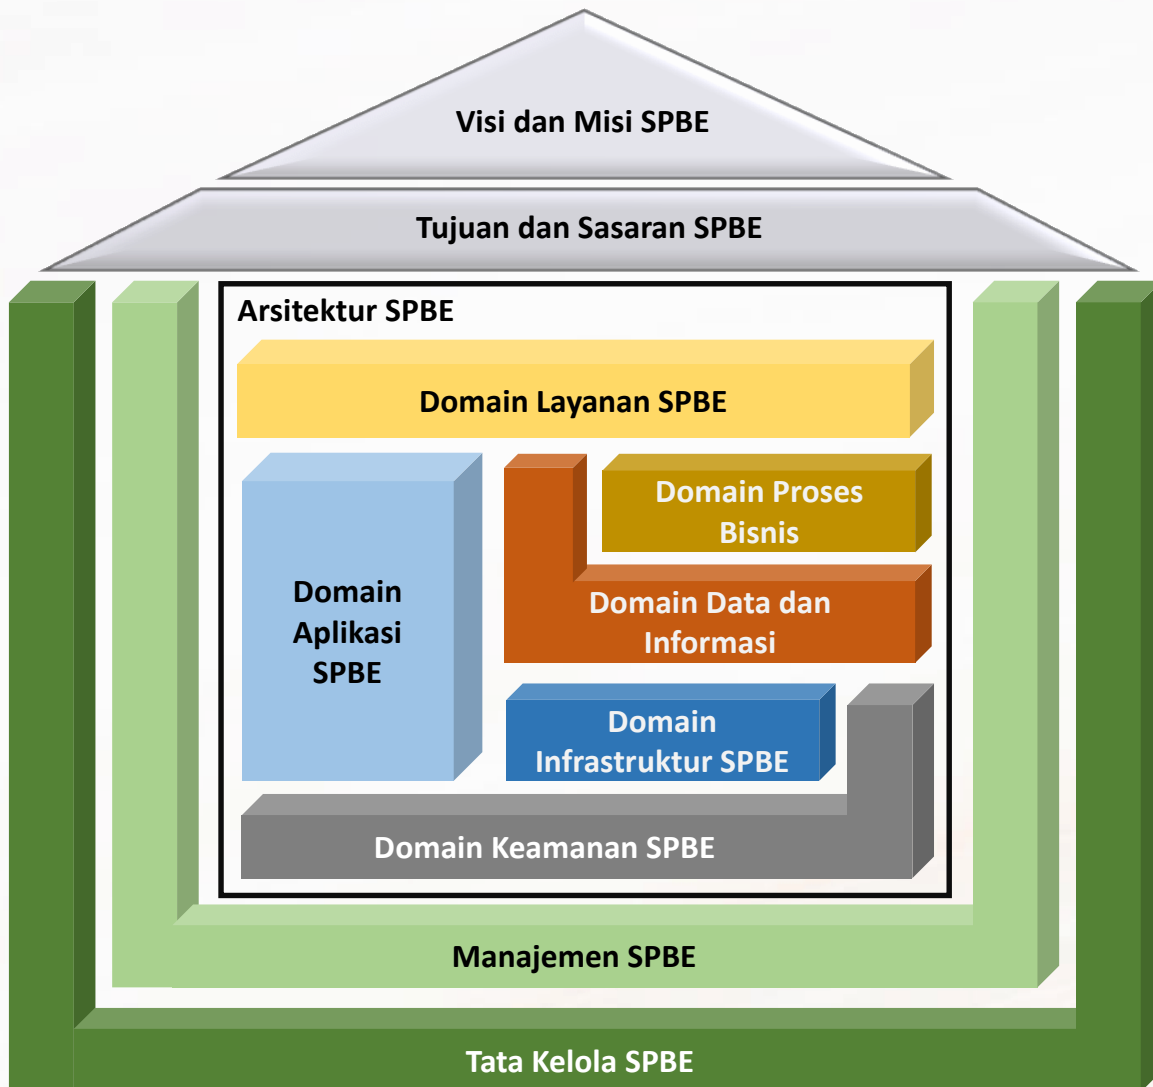 Visi dan Misi SPBE
Tujuan dan Sasaran SPBE
Arsitektur SPBE
Domain Layanan SPBE
Domain Proses
Bisnis
Domain
Aplikasi
SPBE
Domain Data dan
Informasi
Domain
Infrastruktur SPBE
Domain Keamanan SPBE
Manajemen SPBE
Tata Kelola SPBE